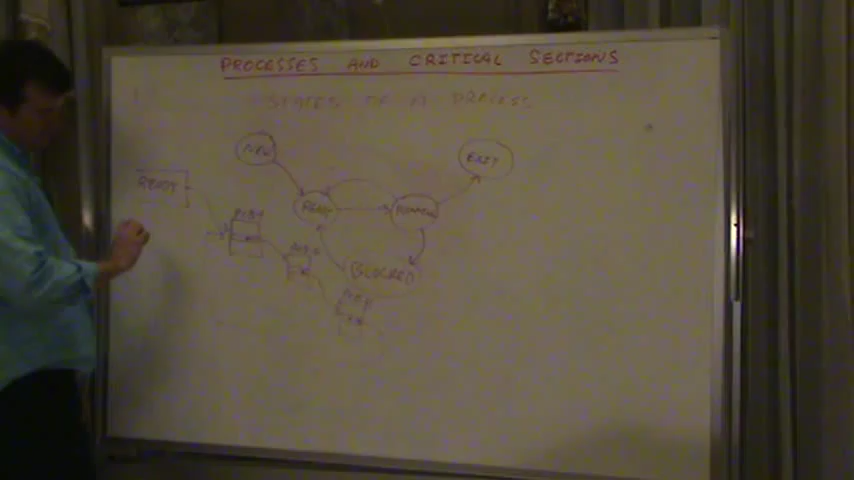 PROCESSES AND CRITICAL SECTIONS
STATES OF A PROCESS
NEW
EXIT
READY
READY
RUNNING
BLOCKED